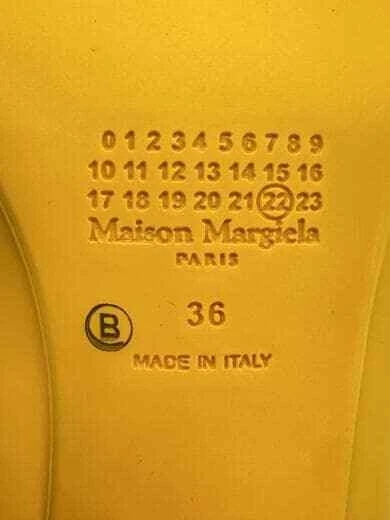 0 1 2 3 4 5 6 7 8 9
10 11 12 13 14 15 16
17 18 19 20 21 22 23
Maison Margiela
PARIS
36
B
MADE IN ITALY